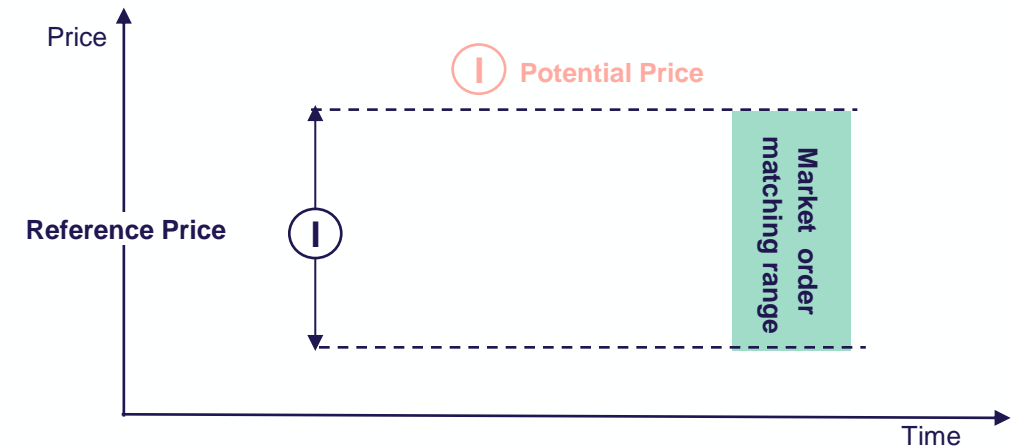 Price
I Potential Price
Reference Price
I
Market order
matching range
Time